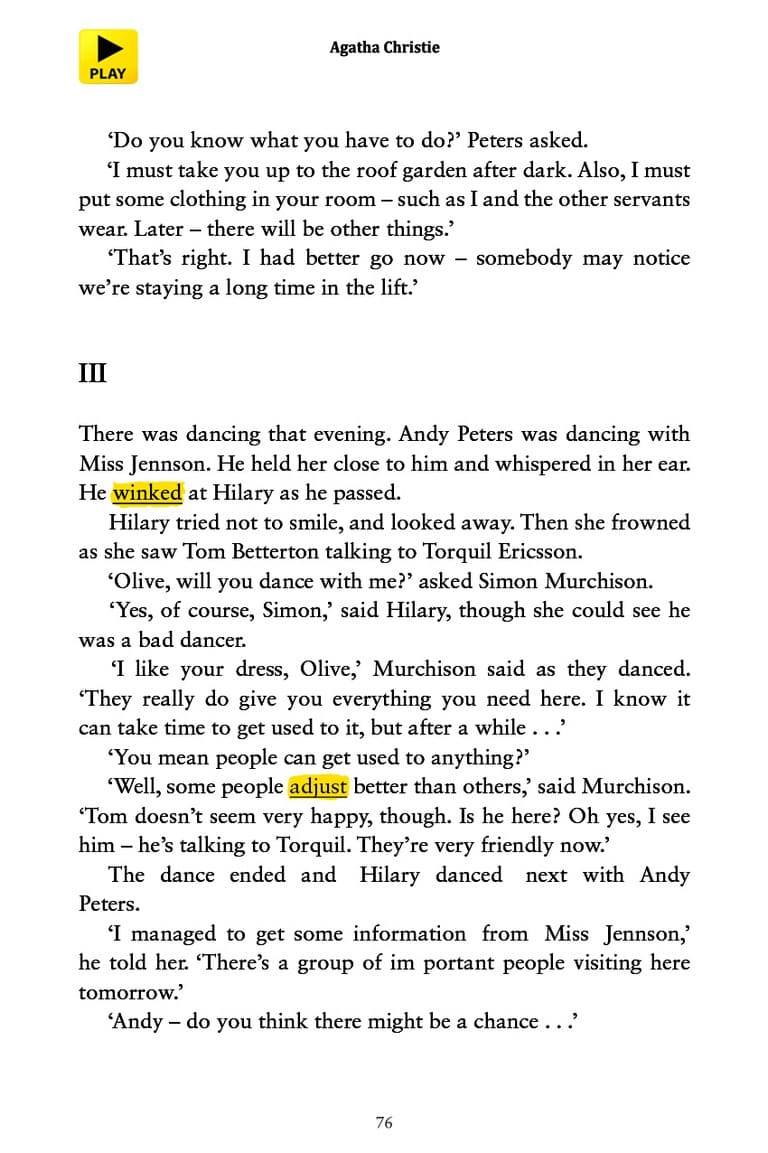 PLAY
Agatha Christie
‘Do you know what you have to do?’ Peters asked.
‘I must take you up to the roof garden after dark. Also, I must
put some clothing in your room – such as I and the other servants
wear. Later – there will be other things.’
‘That’s right. I had better go now – somebody may notice
we’re staying a long time in the lift.’
III
There was dancing that evening. Andy Peters was dancing with
Miss Jennson. He held her close to him and whispered in her ear.
He winked at Hilary as he passed.
Hilary tried not to smile, and looked away. Then she frowned
as she saw Tom Betterton talking to Torquil Ericsson.
‘Olive, will you dance with me?’ asked Simon Murchison.
‘Yes, of course, Simon,’ said Hilary, though she could see he
was a bad dancer.
‘I like your dress, Olive,’ Murchison said as they danced.
‘They really do give you everything you need here. I know it
can take time to get used to it, but after a while . . .’
‘You mean people can get used to anything?’
‘Well, some people adjust better than others,’ said Murchison.
‘Tom doesn’t seem very happy, though. Is he here? Oh yes, I see
him – he’s talking to Torquil. They’re very friendly now.’
The dance ended and Hilary danced next with Andy
Peters.
‘I managed to get some information from Miss Jennson,’
he told her. ‘There’s a group of im portant people visiting here
tomorrow.’
‘Andy – do you think there might be a chance . . .’
76